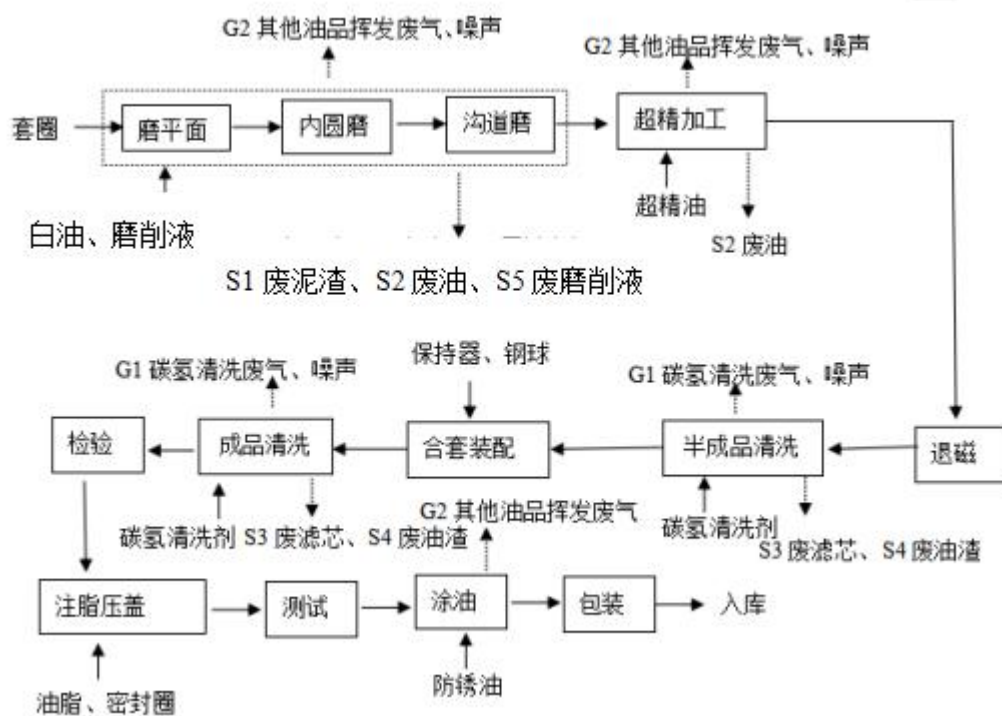 G2 其他油品挥发废气、噪声
G2 其他油品挥发废气、噪声
套圈
磨平面
内圆磨
沟道磨
超精加工
白油、磨削液
超精油
S2 废油
S1 废泥渣、S2 废油、S5 废磨削液
保持器、钢球
G1 碳氢清洗废气、噪声
G1 碳氢清洗废气、噪声
检验
成品清洗
合套装配
半成品清洗
退磁
碳氢清洗剂
S3 废滤芯、S4 废油渣
G2 其他油品挥发废气
碳氢清洗剂
S3 废滤芯、S4 废油渣
注脂压盖
测试
涂油
包装
入库
油脂、密封圈
防锈油